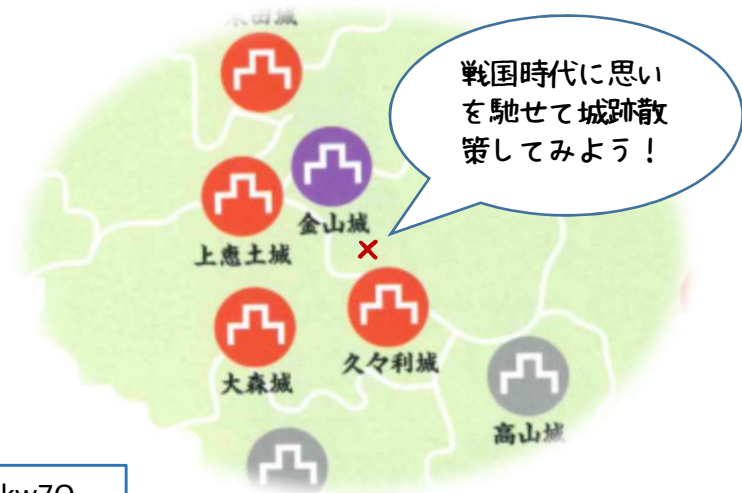 戦国時代に思い
を馳せて城跡散
策してみよう！
金山城
上恵土城
久々利城
大森城
高山城